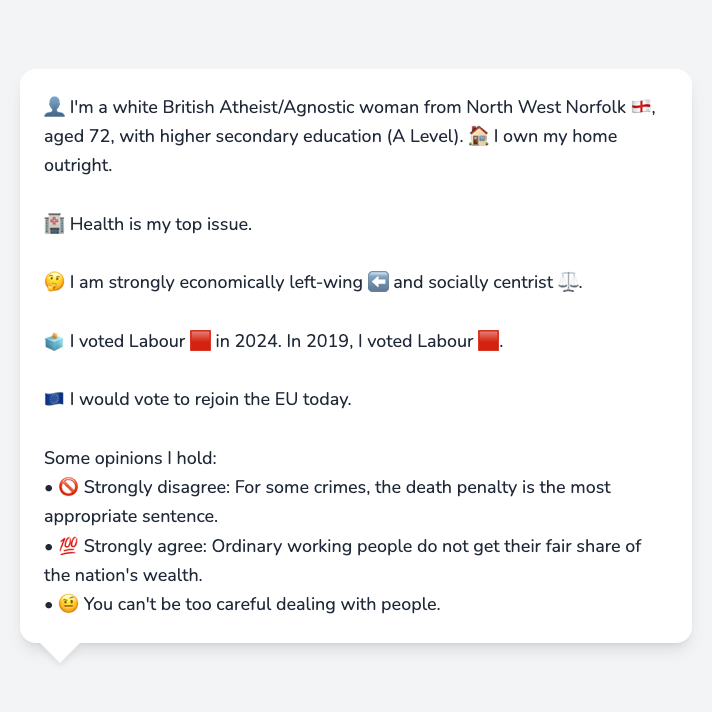 👤 I'm a white British Atheist/Agnostic woman from North West Norfolk 🏴󠁧󠁢󠁥󠁮󠁧󠁿,
aged 72, with higher secondary education (A Level). 🏠 I own my home
outright.
🏥 Health is my top issue.
🤔 I am strongly economically left-wing ⬅️ and socially centrist ⚖️.
🗳️ I voted Labour 🟥 in 2024. In 2019, I voted Labour 🟥.
🇪🇺 I would vote to rejoin the EU today.
Some opinions I hold:
• 🚫 Strongly disagree: For some crimes, the death penalty is the most
appropriate sentence.
• 💯 Strongly agree: Ordinary working people do not get their fair share of
the nation's wealth.
• 🤨 You can't be too careful dealing with people.